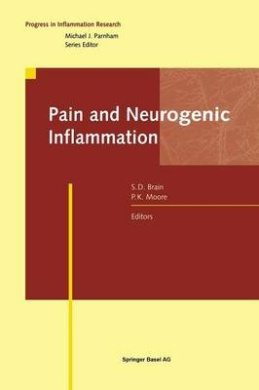 Progress in Inflammation Research
Michael J. Parnham
Series Editor
Pain and Neurogenic
Inflammation
S.D. Brain
P.K. Moore
Editors
Springer Basel AG